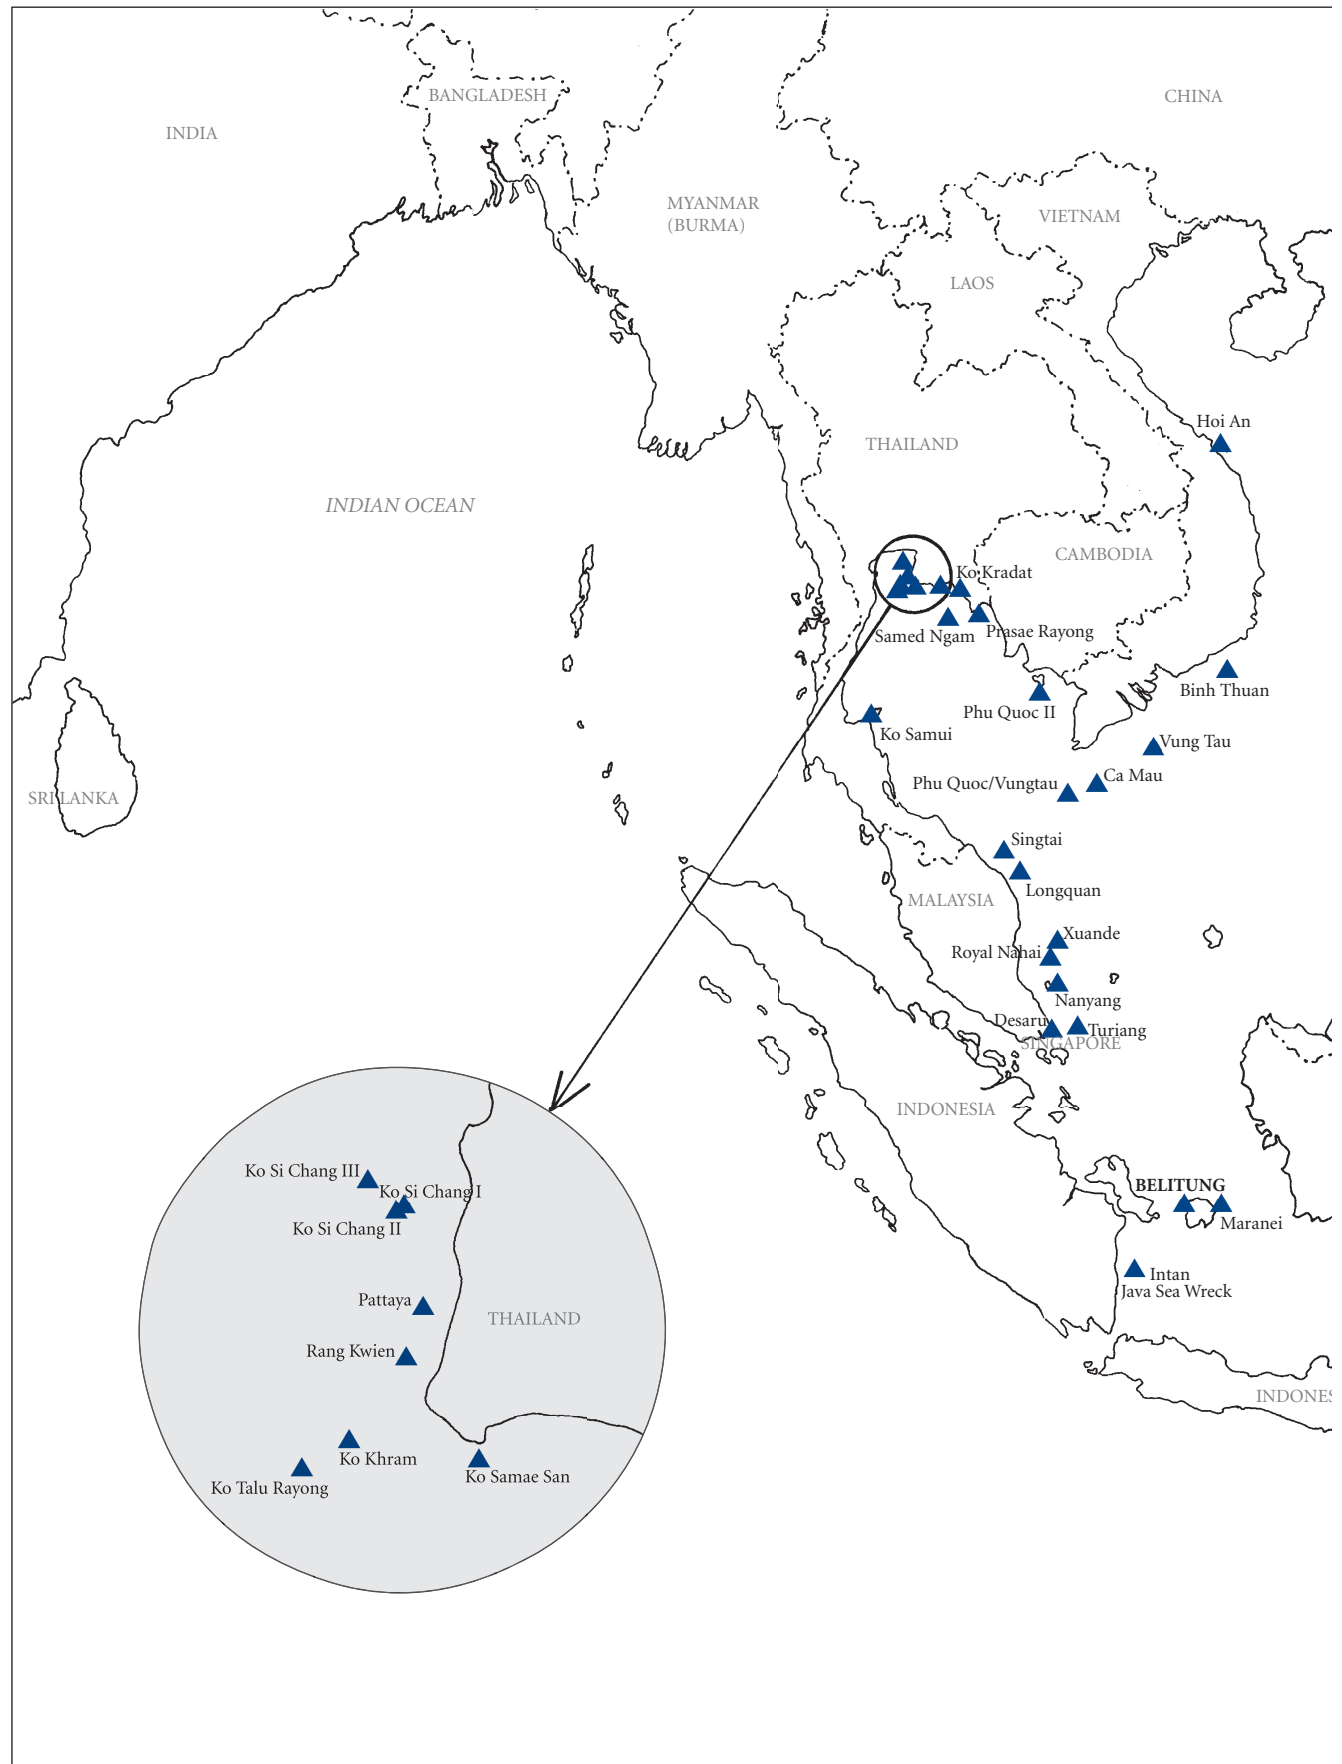 BANGLADESH
CHINA
INDIA
MYANMAR
(BURMA)
VIETNAM
LAOS
Hoi An
THAILAND
INDIAN OCEAN
CAMBODIA
Ko Kradat
Samed Ngam
Prasae Rayong
Binh Thuan
Phu Quoc II
Ko Samui
Vung Tau
Ca Mau
Phu Quoc/Vungtau
SRI LANKA
Singtai
Longquan
MALAYSIA
Xuande
Royal Nahai
Nanyang
Desaru
Turiang
SINGAPORE
INDONESIA
Ko Si Chang III
Ko Si Chang I
Ko Si Chang II
BELITUNG
Maranei
Intan
Java Sea Wreck
Pattaya
THAILAND
Rang Kwien
INDONES
Ko Khram
Ko Samae San
Ko Talu Rayong